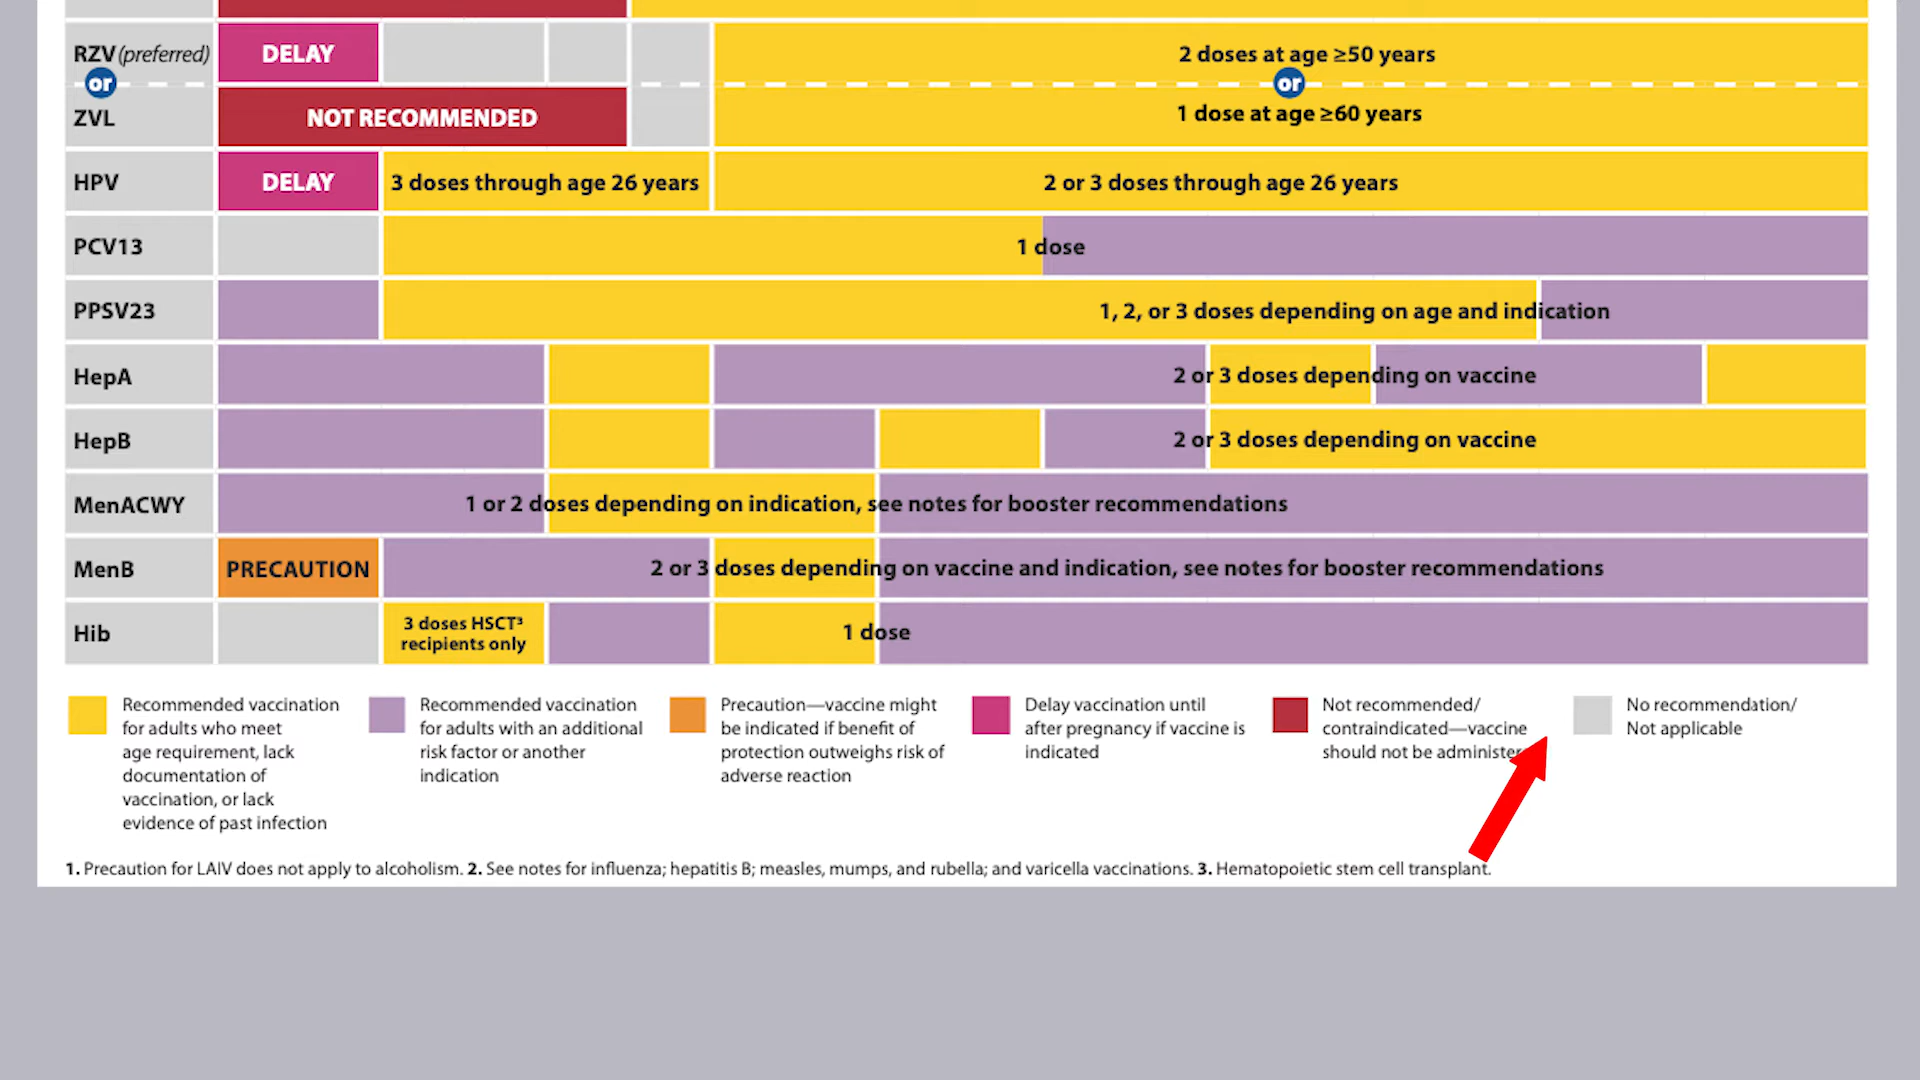 RZV (preferred) DELAY 2 doses at age ≥50 years
or or
ZVL NOT RECOMMENDED 1 dose at age ≥60 years
HPV DELAY 3 doses through age 26 years 2 or 3 doses through age 26 years
PCV13 1 dose
PPSV23 1, 2, or 3 doses depending on age and indication
HepA 2 or 3 doses depending on vaccine
HepB 2 or 3 doses depending on vaccine
MenACWY 1 or 2 doses depending on indication, see notes for booster recommendations
MenB PRECAUTION 2 or 3 doses depending on vaccine and indication, see notes for booster recommendations
Hib 3 doses HSCT³ 1 dose
recipients only
Recommended vaccination
for adults who meet
age requirement, lack
documentation of
vaccination, or lack
evidence of past infection
Recommended vaccination
for adults with an additional
risk factor or another
indication
Precaution—vaccine might
be indicated if benefit of
protection outweighs risk of
adverse reaction
Delay vaccination until
after pregnancy if vaccine is
indicated
Not recommended/
contraindicated—vaccine
should not be
No recommendation/
Not applicable
1. Precaution for LAIV does not apply to alcoholism. 2. See notes for influenza; hepatitis B; measles, mumps, and rubella; and varicella vaccinations. 3. Hematopoietic stem cell transplant.